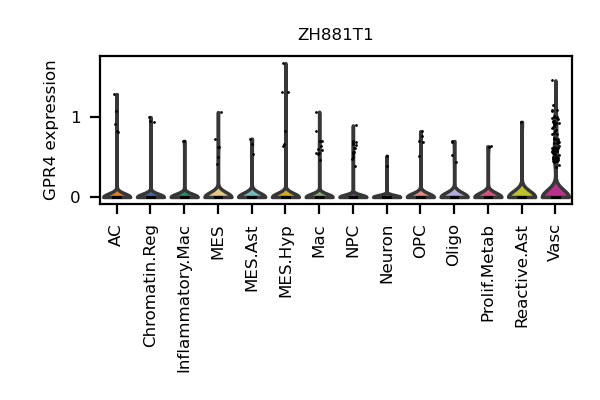 ZH881T1
GPR4 expression
1
0
AC
Chromatin.Reg
Inflammatory.Mac
MES
MES.Ast
MES.Hyp
Mac
NPC
Neuron
OPC
Oligo
Prolif.Metab
Reactive.Ast
Vasc